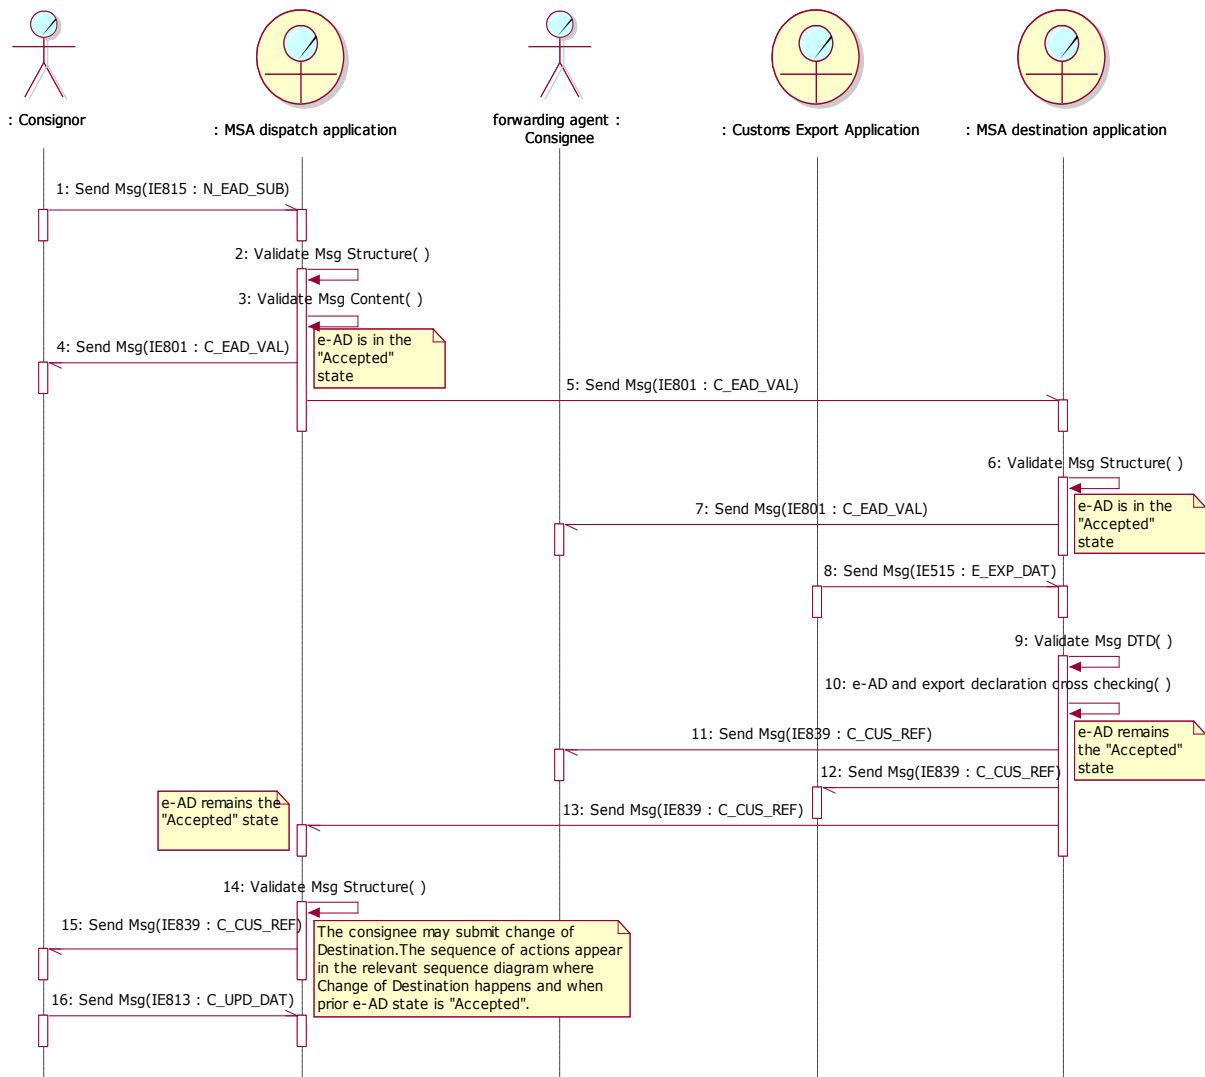 : Consignor
: MSA dispatch application
forwarding agent :
Consignee
: Customs Export Application
: MSA destination application
1: Send Msg(IE815 : N_EAD_SUB)
2: Validate Msg Structure( )
3: Validate Msg Content( )
e-AD is in the
"Accepted"
state
4: Send Msg(IE801 : C_EAD_VAL)
5: Send Msg(IE801 : C_EAD_VAL)
6: Validate Msg Structure( )
e-AD is in the
"Accepted"
state
7: Send Msg(IE801 : C_EAD_VAL)
8: Send Msg(IE515 : E_EXP_DAT)
9: Validate Msg DTD( )
10: e-AD and export declaration cross checking( )
e-AD remains
the "Accepted"
state
11: Send Msg(IE839 : C_CUS_REF)
12: Send Msg(IE839 : C_CUS_REF)
13: Send Msg(IE839 : C_CUS_REF)
e-AD remains the
"Accepted" state
14: Validate Msg Structure( )
15: Send Msg(IE839 : C_CUS_REF)
The consignee may submit change of
Destination.The sequence of actions appear
in the relevant sequence diagram where
Change of Destination happens and when
prior e-AD state is "Accepted".
16: Send Msg(IE813 : C_UPD_DAT)